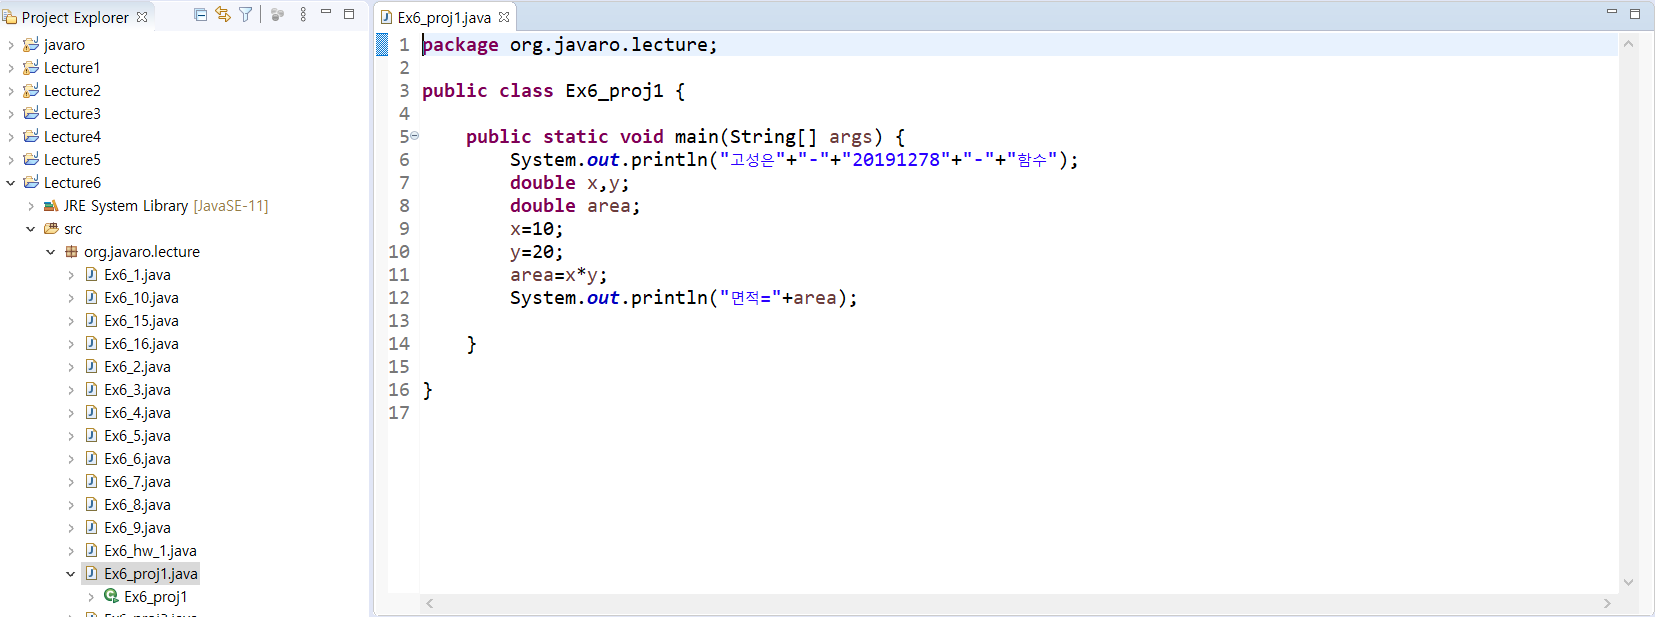 Project Explorer
javaro
Lecture1
Lecture2
Lecture3
Lecture4
Lecture5
Lecture6
JRE System Library [JavaSE-11]
src
org.javaro.lecture
Ex6_1.java
Ex6_10.java
Ex6_15.java
Ex6_16.java
Ex6_2.java
Ex6_3.java
Ex6_4.java
Ex6_5.java
Ex6_6.java
Ex6_7.java
Ex6_8.java
Ex6_9.java
Ex6_hw_1.java
Ex6_proj1.java
Ex6_proj1
Ex6_proj1.java
1 package org.javaro.lecture;
2
3 public class Ex6_proj1 {
4
5 public static void main(String[] args) {
6 System.out.println("고성은"+"-"+"20191278"+"-"+"함수");
7 double x,y;
8 double area;
9 x=10;
10 y=20;
11 area=x*y;
12 System.out.println("면적="+area);
13
14 }
15
16 }
17